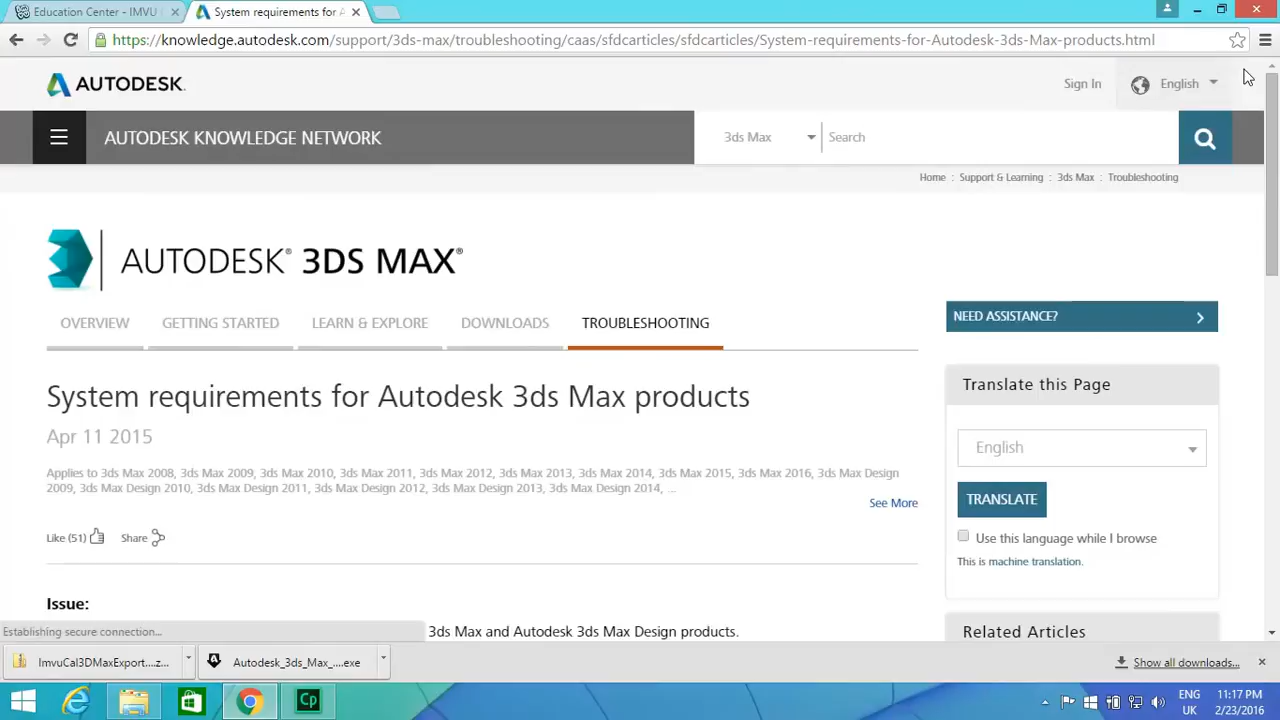 Education Center - IMVU
System requirements for A
https://knowledge.autodesk.com/support/3ds-max/troubleshooting/caas/sfdcarticles/sfdcarticles/System-requirements-for-Autodesk-3ds-Max-products.html
AUTODESK.
Sign In
English
AUTODESK KNOWLEDGE NETWORK
3ds Max
Search
Home : Support & Learning : 3ds Max : Troubleshooting
AUTODESK® 3DS MAX®
OVERVIEW
GETTING STARTED
LEARN & EXPLORE
DOWNLOADS
TROUBLESHOOTING
NEED ASSISTANCE?
System requirements for Autodesk 3ds Max products
Apr 11 2015
Applies to 3ds Max 2008, 3ds Max 2009, 3ds Max 2010, 3ds Max 2011, 3ds Max 2012, 3ds Max 2013, 3ds Max 2014, 3ds Max 2015, 3ds Max 2016, 3ds Max Design
2009, 3ds Max Design 2010, 3ds Max Design 2011, 3ds Max Design 2012, 3ds Max Design 2013, 3ds Max Design 2014, ...
See More
Like (51)
Share
Translate this Page
English
TRANSLATE
Use this language while I browse
This is machine translation.
Issue:
3ds Max and Autodesk 3ds Max Design products.
Related Articles
Establishing secure connection...
ImvuCal3DMaxExport....z...
Autodesk_3ds_Max_....exe
Show all downloads...
Cp
ENG
UK
11:17 PM
2/23/2016